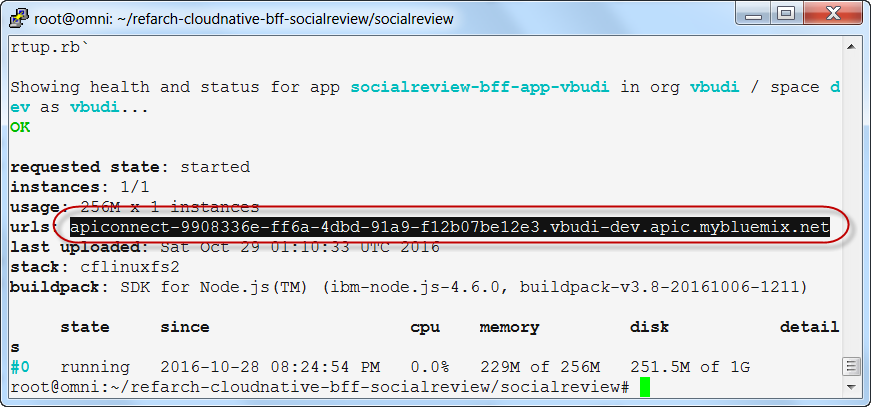 root@omni: ~/refarch-cloudnative-bff-socialreview/socialreview
rtup.rb`
Showing health and status for app socialreview-bff-app-vbudi in org vbudi / space d
ev as vbudi...
OK
requested state: started
instances: 1/1
usage: 256M x 1 instances
urls: apiconnect-9908336e-ff6a-4dbd-91a9-f12b07be12e3.vbudi-dev.apic.mybluemix.net
last uploaded: Sat Oct 29 01:10:33 UTC 2016
stack: cflinuxfs2
buildpack: SDK for Node.js(TM) (ibm-node.js-4.6.0, buildpack-v3.8-20161006-1211)
state since cpu memory disk detail
s
#0 running 2016-10-28 08:24:54 PM 0.0% 229M of 256M 251.5M of 1G
root@omni:~/refarch-cloudnative-bff-socialreview/socialreview#